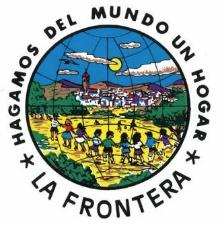 HAGAMOS DEL MUNDO UN HOGAR
* LA FRONTERA *